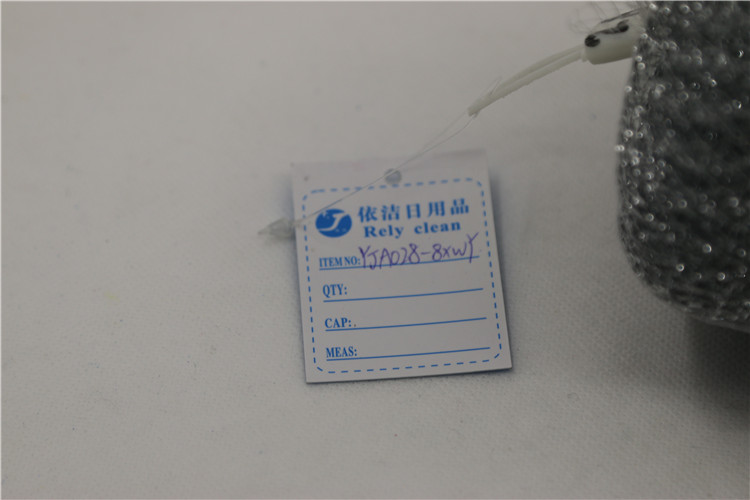 依洁日用品
Rely clean
ITEM NO: YJA028-8xWY
QTY:
CAP:
MEAS: